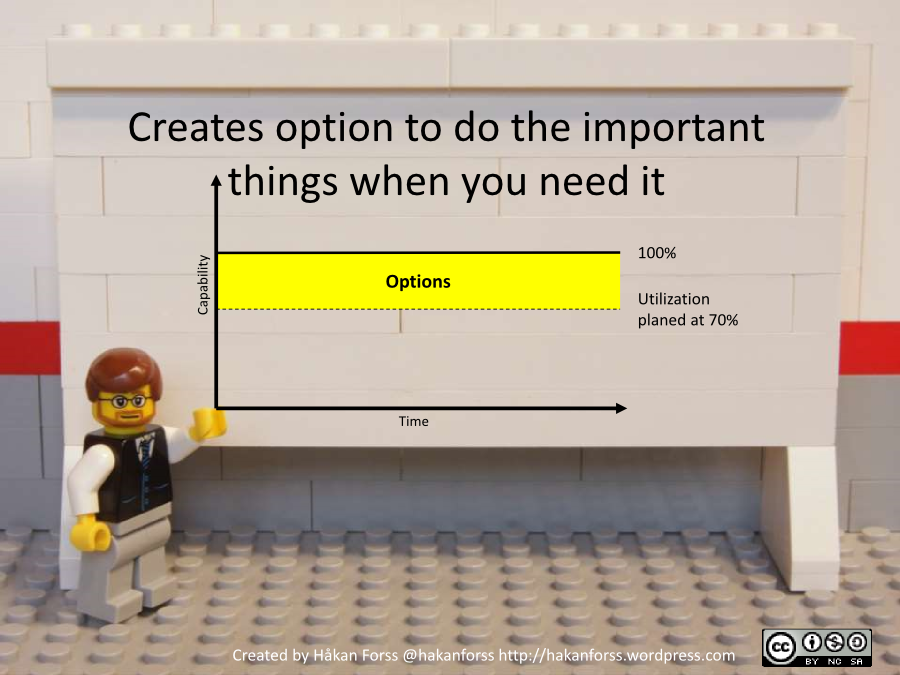 Creates option to do the important
things when you need it
Capability
100%
Options
Utilization
planed at 70%
Time
Created by Håkan Forss @hakanforss http://hakanforss.wordpress.com
cc
BY NC SA